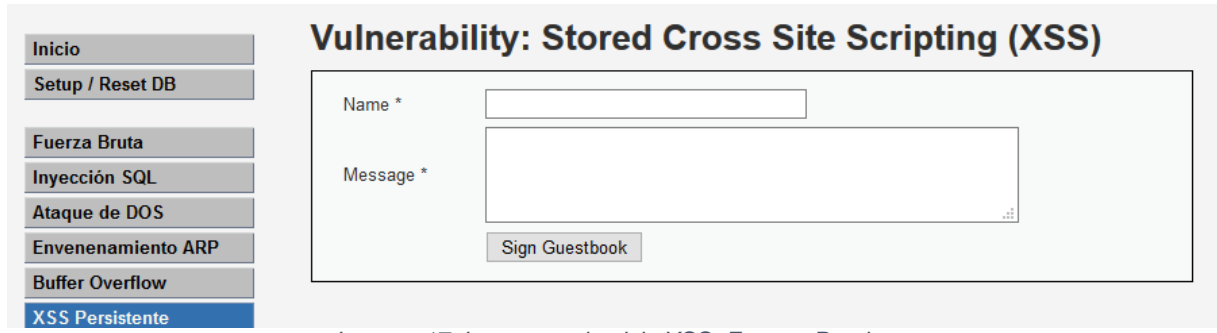 Vulnerability: Stored Cross Site Scripting (XSS)
Inicio
Setup / Reset DB
Fuerza Bruta
Inyección SQL
Ataque de DOS
Envenenamiento ARP
Buffer Overflow
XSS Persistente
Name *
Message *
Sign Guestbook